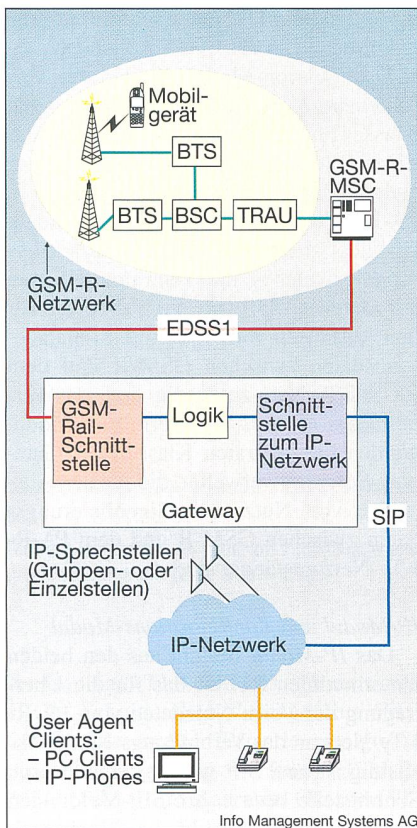 Mobil-
gerät
BTS
GSM-R-
MSC
BTS
BSC
TRAU
GSM-R-
Netzwerk
EDSS1
GSM-
Rail-
Schnitt-
stelle
Logik
Schnitt-
stelle
zum IP-
Netzwerk
Gateway
SIP
IP-Sprechstellen
(Gruppen- oder
Einzelstellen)
IP-Netzwerk
User Agent
Clients:
– PC Clients
– IP-Phones
Info Management Systems AG